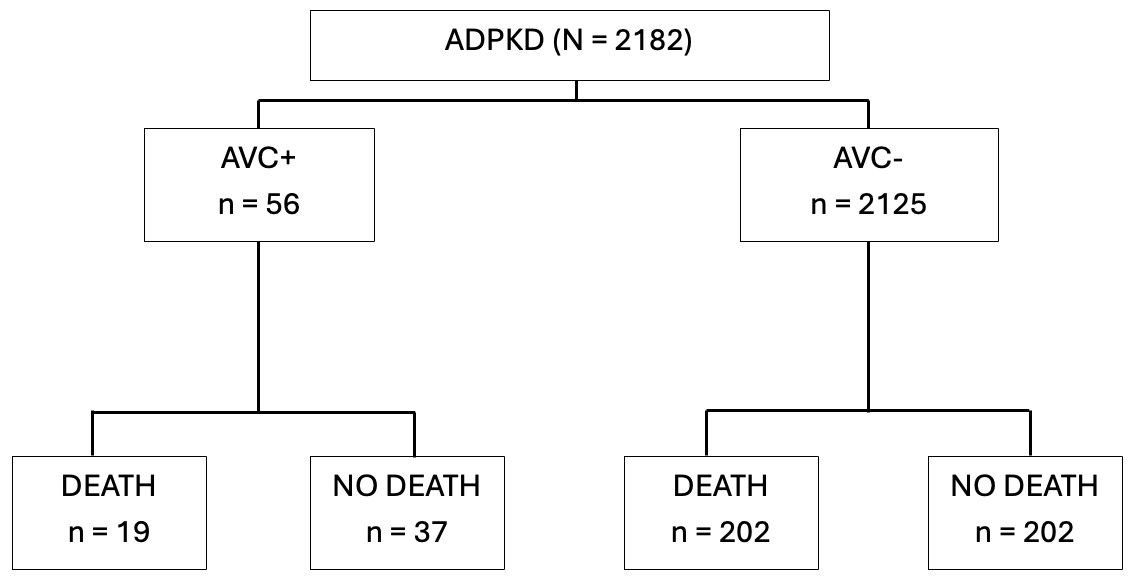 ADPKD (N = 2182)
AVC+
n = 56
AVC-
n = 2125
DEATH
n = 19
NO DEATH
n = 37
DEATH
n = 202
NO DEATH
n = 202